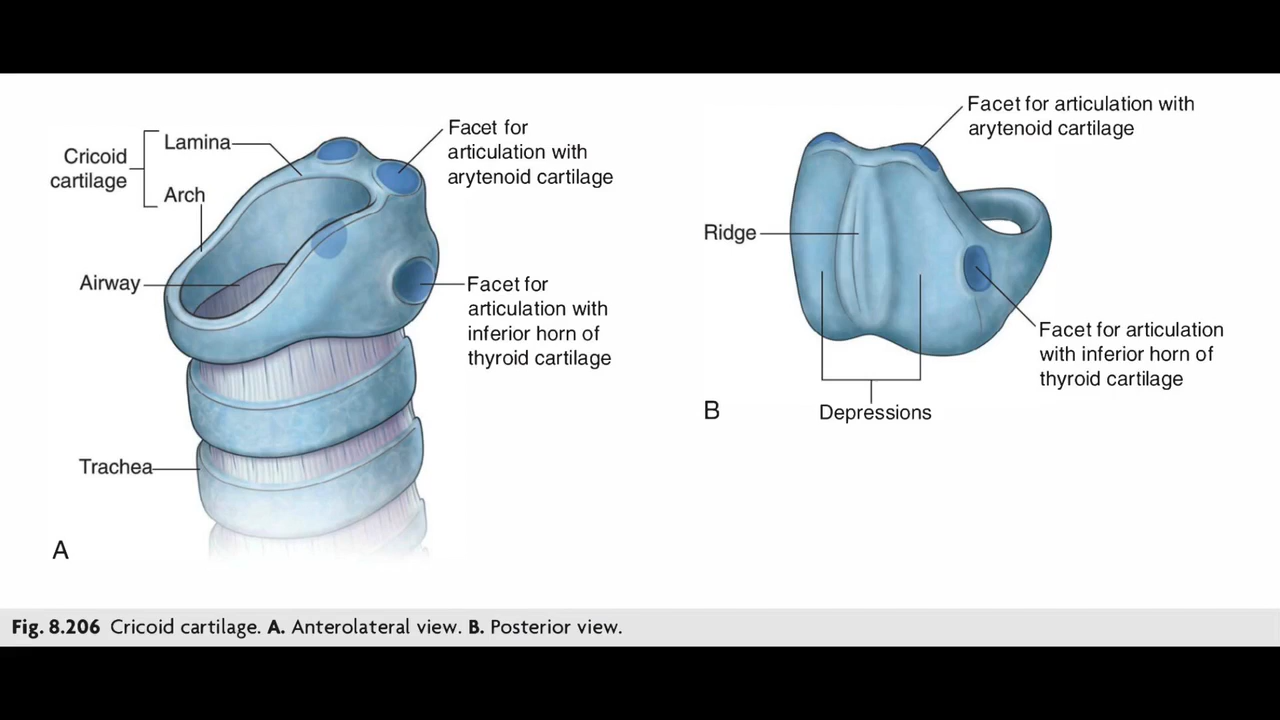 Cricoid
cartilage
Lamina
Arch
Airway
Trachea
Facet for
articulation with
arytenoid cartilage
Facet for
articulation with
inferior horn of
thyroid cartilage
A
Facet for articulation with
arytenoid cartilage
Ridge
Facet for articulation
with inferior horn of
thyroid cartilage
Depressions
B
Fig. 8.206 Cricoid cartilage. A. Anterolateral view. B. Posterior view.